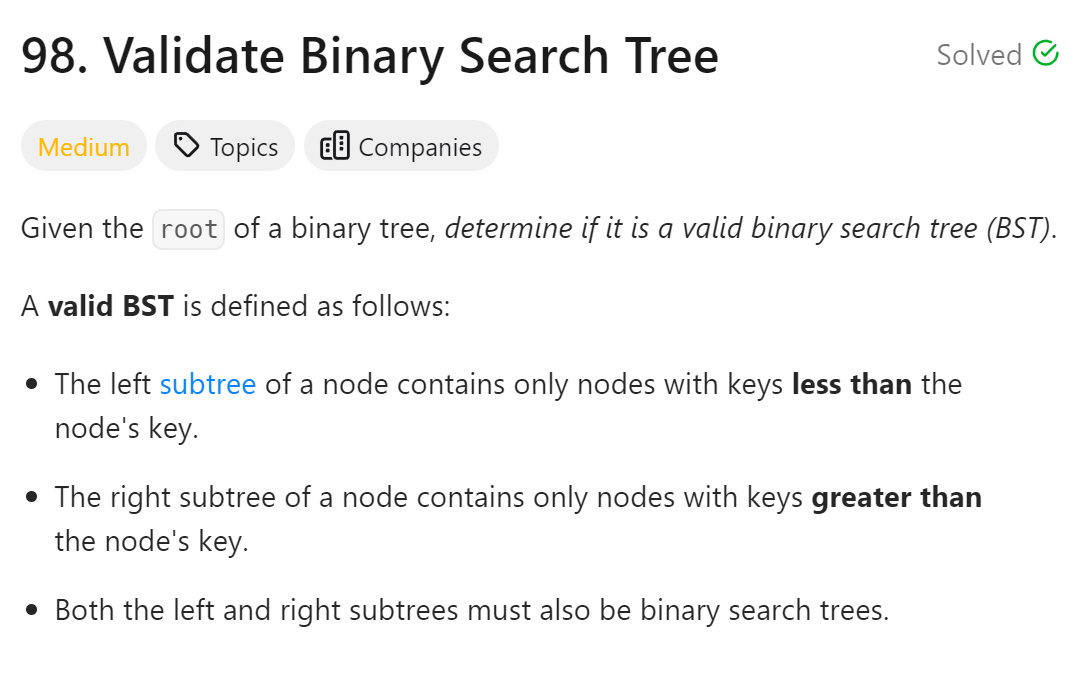 98. Validate Binary Search Tree
Solved
Medium Topics Companies
Given the root of a binary tree, determine if it is a valid binary search tree (BST).
A valid BST is defined as follows:
The left subtree of a node contains only nodes with keys less than the
node's key.
The right subtree of a node contains only nodes with keys greater than
the node's key.
Both the left and right subtrees must also be binary search trees.